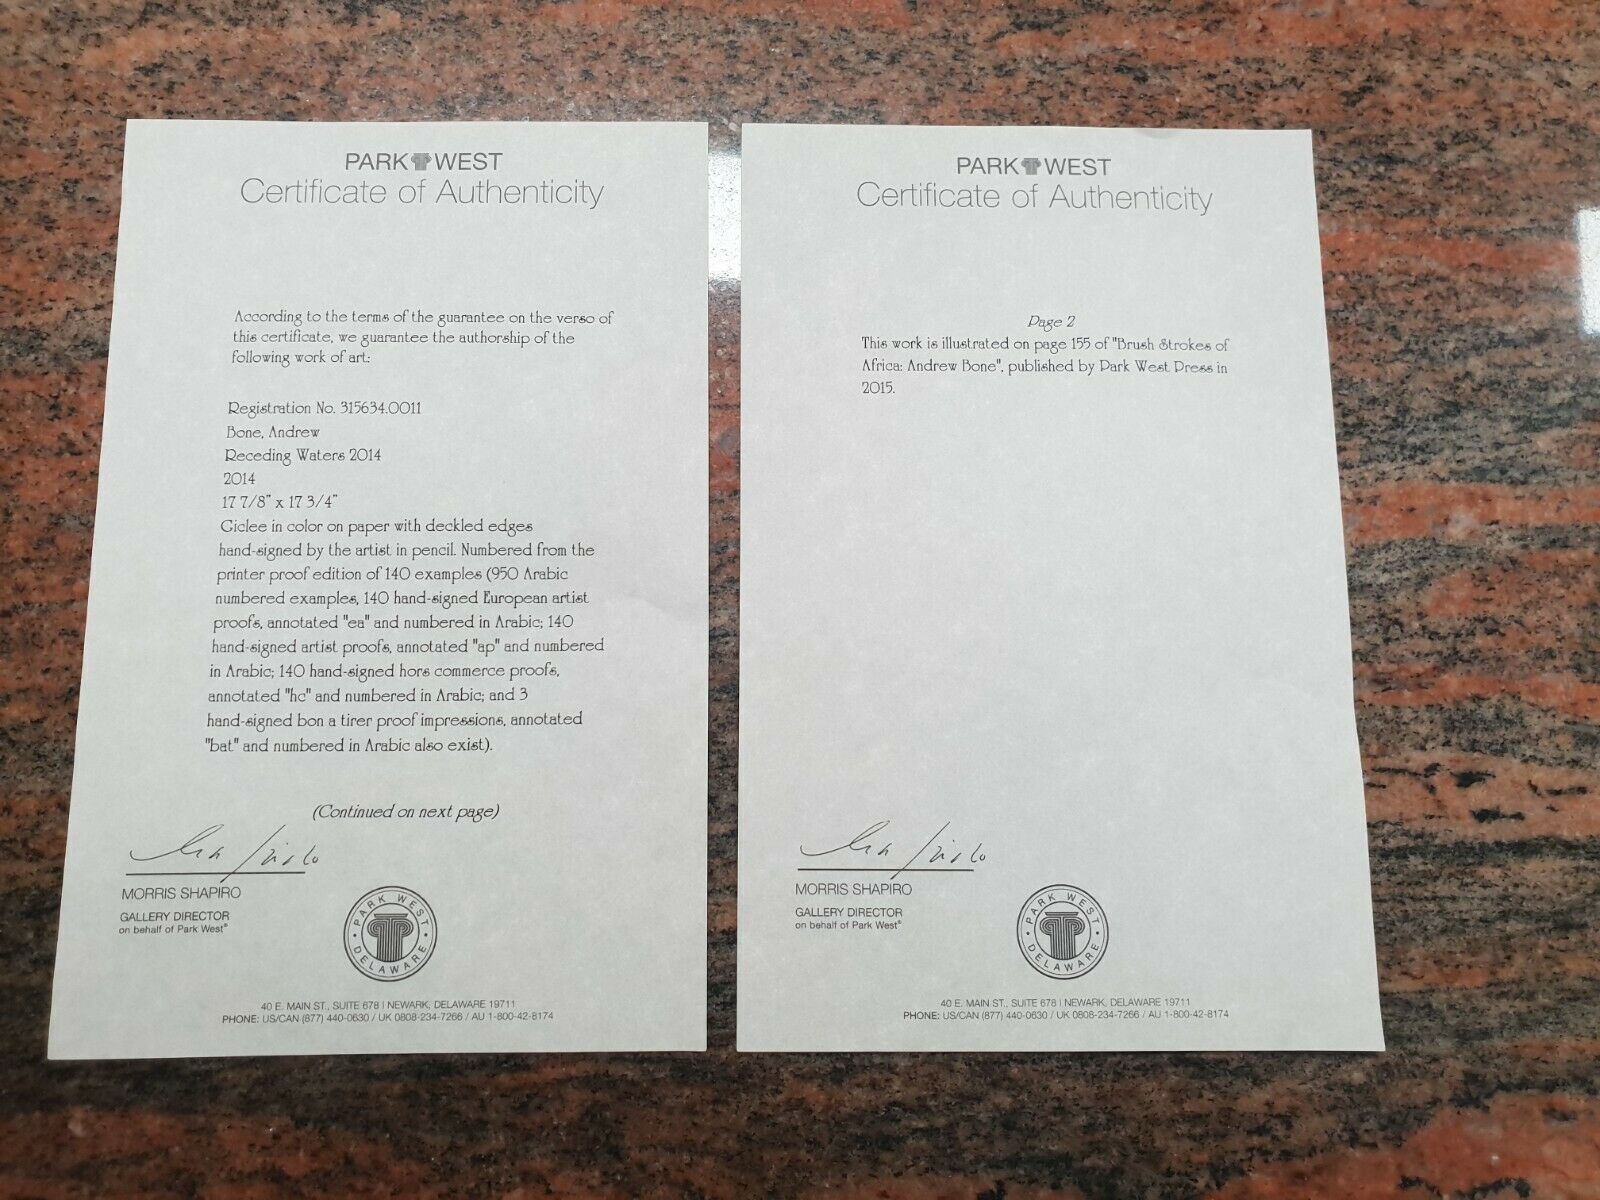 PARK WEST
Certificate of Authenticity
According to the terms of the guarantee on the verso of
this certificate, we guarantee the authorship of the
following work of art:
Registration No. 315634.0011
Bone, Andrew
Receding Waters 2014
2014
17 7/8" x 17 3/4"
Giclee in color on paper with deckled edges
hand-signed by the artist in pencil. Numbered from the
printer proof edition of 140 examples (950 Arabic
numbered examples, 140 hand-signed European artist
proofs, annotated "ea" and numbered in Arabic; 140
hand-signed artist proofs, annotated "ap" and numbered
in Arabic; 140 hand-signed hors commerce proofs,
annotated "hc" and numbered in Arabic; and 3
hand-signed bon a tirer proof impressions, annotated
"bat" and numbered in Arabic also exist).
(Continued on next page)
MORRIS SHAPIRO
GALLERY DIRECTOR
on behalf of Park West®
PARK WEST
DELAWARE
40 E. MAIN ST., SUITE 678 | NEWARK, DELAWARE 19711
PHONE: US/CAN (877) 440-0630 / UK 0808-234-7266 / AU 1-800-42-8174
PARK WEST
Certificate of Authenticity
Page 2
This work is illustrated on page 155 of "Brush Strokes of
Africa: Andrew Bone", published by Park West Press in
2015.
MORRIS SHAPIRO
GALLERY DIRECTOR
on behalf of Park West®
PARK WEST
DELAWARE
40 E. MAIN ST., SUITE 678 | NEWARK, DELAWARE 19711
PHONE: US/CAN (877) 440-0630 / UK 0808-234-7266 / AU 1-800-42-8174